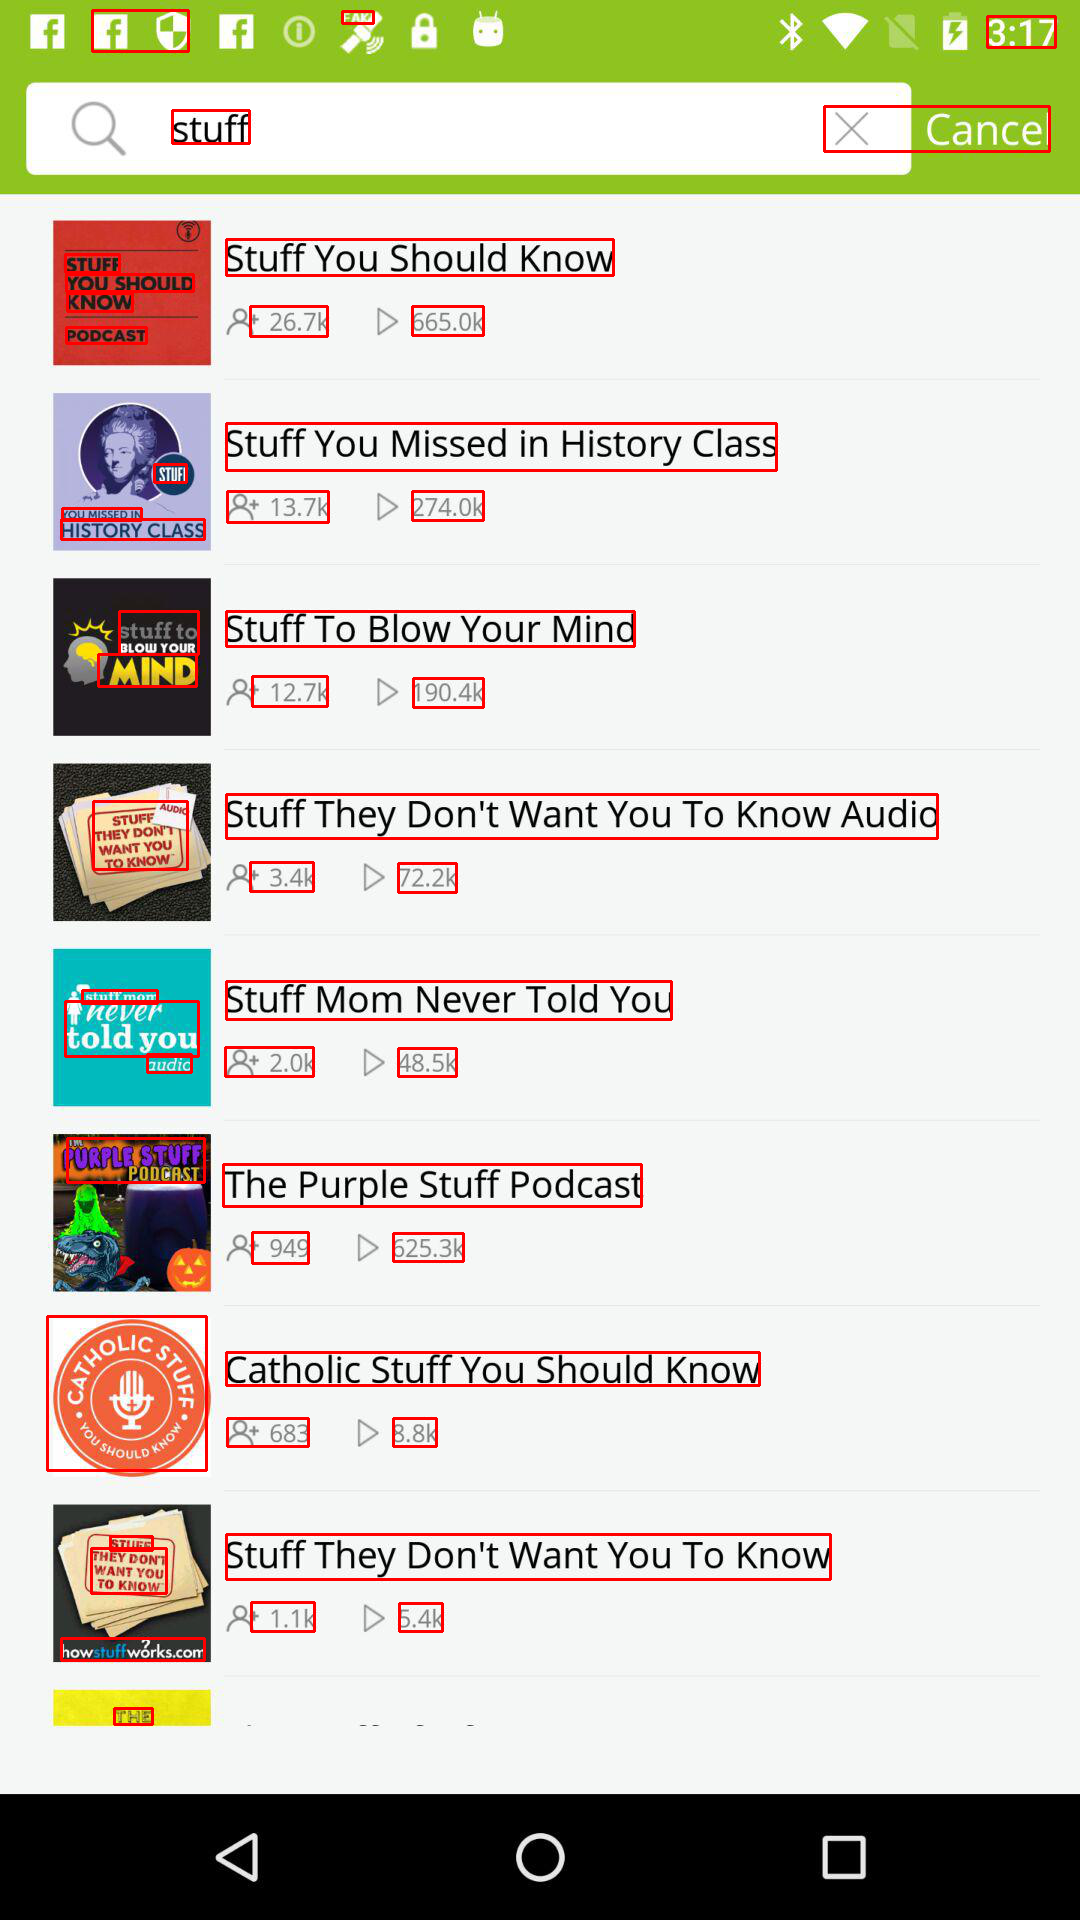 FAKE
3:17
stuff
Cancel
STUFF
YOU SHOULD
KNOW
PODCAST
Stuff You Should Know
26.7k
665.0k
STUFF
YOU MISSED IN
HISTORY CLASS
Stuff You Missed in History Class
13.7k
274.0k
stuff to
BLOW YOUR
MIND
Stuff To Blow Your Mind
12.7k
190.4k
AUDIO
STUFF
THEY DON'T
WANT YOU
TO KNOW
Stuff They Don't Want You To Know Audio
3.4k
72.2k
stuff mom
never
told you
audio
Stuff Mom Never Told You
2.0k
48.5k
THE
PURPLE STUFF
PODCAST
The Purple Stuff Podcast
949
625.3k
CATHOLIC STUFF
YOU SHOULD KNOW
Catholic Stuff You Should Know
683
8.8k
STUFF
THEY DON'T
WANT YOU
TO KNOW
howstuffworks.com
Stuff They Don't Want You To Know
1.1k
5.4k
THE